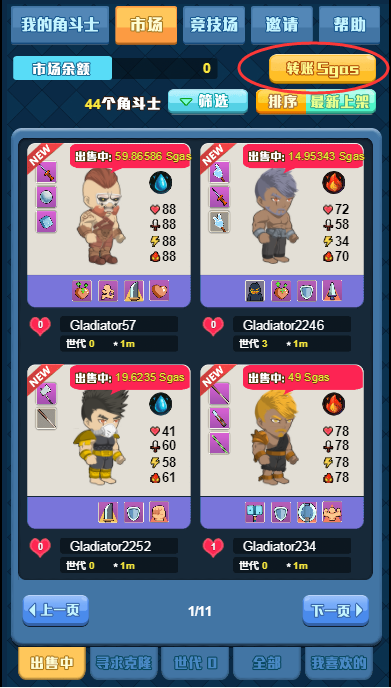 我的角斗士 市场 竞技场 邀请 帮助
市场余额 0 转账Sgas
44个角斗士 筛选 排序 最新上架
NEW 出售中: 59.86586 Sgas
88
88
88
88
0 Gladiator57
世代 0 *1m
NEW 出售中: 14.95343 Sgas
72
58
34
70
0 Gladiator2246
世代 3 *1m
NEW 出售中: 19.6235 Sgas
41
60
58
61
0 Gladiator2252
世代 0 *1m
NEW 出售中: 49 Sgas
78
78
78
78
1 Gladiator234
世代 0 *1m
上一页 1/11 下一页
出售中 寻求克隆 世代 0 全部 我喜欢的